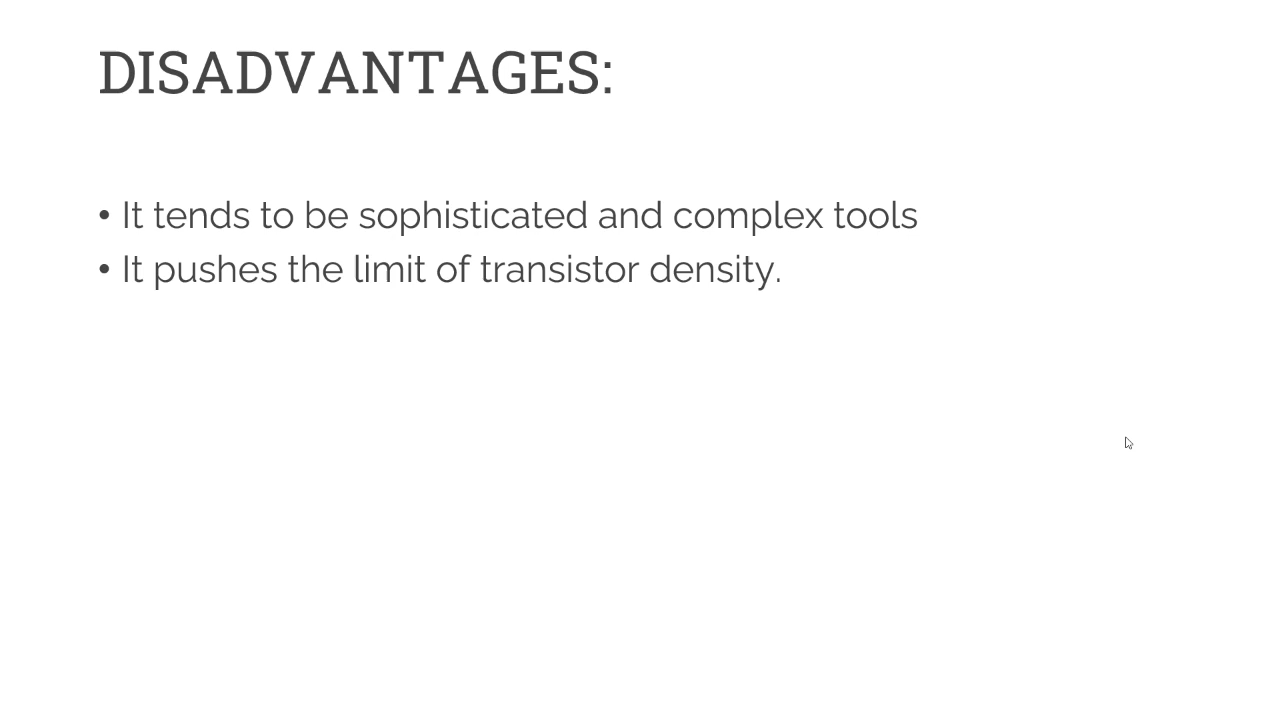 DISADVANTAGES:
• It tends to be sophisticated and complex tools
• It pushes the limit of transistor density.